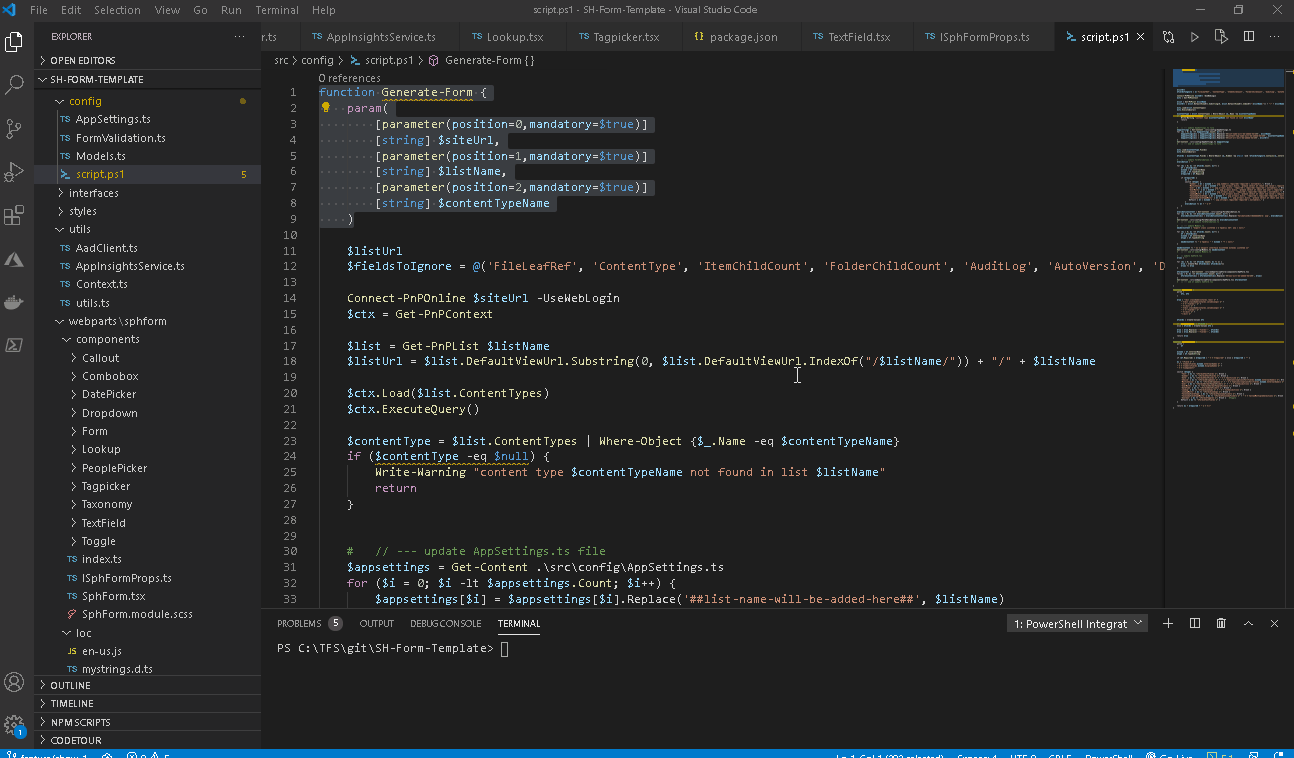 File Edit Selection View Go Run Terminal Help
script.ps1 - SH-Form-Template - Visual Studio Code
EXPLORER
r.ts
TS AppInsightsService.ts
TS Lookup.tsx
TS Tagpicker.tsx
{} package.json
TS TextField.tsx
TS ISphFormProps.ts
script.ps1
OPEN EDITORS
SH-FORM-TEMPLATE
config
TS AppSettings.ts
TS FormValidation.ts
TS Models.ts
script.ps1 5
interfaces
styles
utils
TS AadClient.ts
TS AppInsightsService.ts
TS Context.ts
TS utils.ts
webparts\sphform
components
Callout
Combobox
DatePicker
Dropdown
Form
Lookup
PeoplePicker
Tagpicker
Taxonomy
TextField
Toggle
TS index.ts
TS ISphFormProps.ts
TS SphForm.tsx
SphForm.module.scss
loc
JS en-us.js
TS mystrings.d.ts
OUTLINE
TIMELINE
NPM SCRIPTS
CODETOUR
1
src > config > script.ps1 > Generate-Form {}
0 references
1 function Generate-Form {
2 param(
3 [parameter(position=0,mandatory=$true)]
4 [string] $siteUrl,
5 [parameter(position=1,mandatory=$true)]
6 [string] $listName,
7 [parameter(position=2,mandatory=$true)]
8 [string] $contentTypeName
9 )
10
11 $listUrl
12 $fieldsToIgnore = @('FileLeafRef', 'ContentType', 'ItemChildCount', 'FolderChildCount', 'AuditLog', 'AutoVersion', 'D
13
14 Connect-PnPOnline $siteUrl -UseWebLogin
15 $ctx = Get-PnPContext
16
17 $list = Get-PnPList $listName
18 $listUrl = $list.DefaultViewUrl.Substring(0, $list.DefaultViewUrl.IndexOf("/$listName/")) + "/" + $listName
19
20 $ctx.Load($list.ContentTypes)
21 $ctx.ExecuteQuery()
22
23 $contentType = $list.ContentTypes | Where-Object {$_.Name -eq $contentTypeName}
24 if ($contentType -eq $null) {
25 Write-Warning "content type $contentTypeName not found in list $listName"
26 return
27 }
28
29
30 # // --- update AppSettings.ts file
31 $appsettings = Get-Content .\src\config\AppSettings.ts
32 for ($i = 0; $i -lt $appsettings.Count; $i++) {
33 $appsettings[$i] = $appsettings[$i].Replace('##list-name-will-be-added-here##', $listName)
PROBLEMS 5 OUTPUT DEBUG CONSOLE TERMINAL
1: PowerShell Integrat
PS C:\TFS\git\SH-Form-Template>